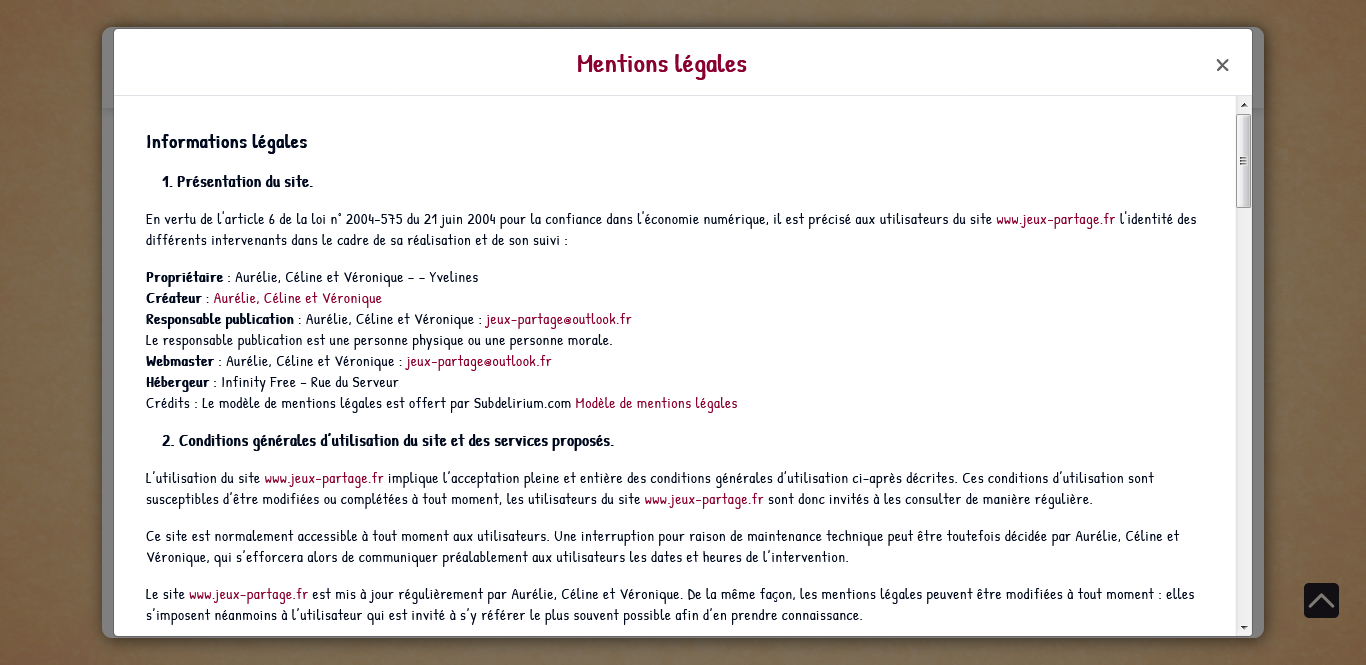 Mentions légales
×
Informations légales
1. Présentation du site.
En vertu de l'article 6 de la loi n° 2004-575 du 21 juin 2004 pour la confiance dans l'économie numérique, il est précisé aux utilisateurs du site www.jeux-partage.fr l'identité des
différents intervenants dans le cadre de sa réalisation et de son suivi :
Propriétaire : Aurélie, Céline et Véronique – – Yvelines
Créateur : Aurélie, Céline et Véronique
Responsable publication : Aurélie, Céline et Véronique : jeux-partage@outlook.fr
Le responsable publication est une personne physique ou une personne morale.
Webmaster : Aurélie, Céline et Véronique : jeux-partage@outlook.fr
Hébergeur : Infinity Free – Rue du Serveur
Crédits : Le modèle de mentions légales est offert par Subdelirium.com Modèle de mentions légales
2. Conditions générales d’utilisation du site et des services proposés.
L’utilisation du site www.jeux-partage.fr implique l’acceptation pleine et entière des conditions générales d’utilisation ci-après décrites. Ces conditions d’utilisation sont
susceptibles d’être modifiées ou complétées à tout moment, les utilisateurs du site www.jeux-partage.fr sont donc invités à les consulter de manière régulière.
Ce site est normalement accessible à tout moment aux utilisateurs. Une interruption pour raison de maintenance technique peut être toutefois décidée par Aurélie, Céline et
Véronique, qui s’efforcera alors de communiquer préalablement aux utilisateurs les dates et heures de l’intervention.
Le site www.jeux-partage.fr est mis à jour régulièrement par Aurélie, Céline et Véronique. De la même façon, les mentions légales peuvent être modifiées à tout moment : elles
s’imposent néanmoins à l’utilisateur qui est invité à s’y référer le plus souvent possible afin d’en prendre connaissance.